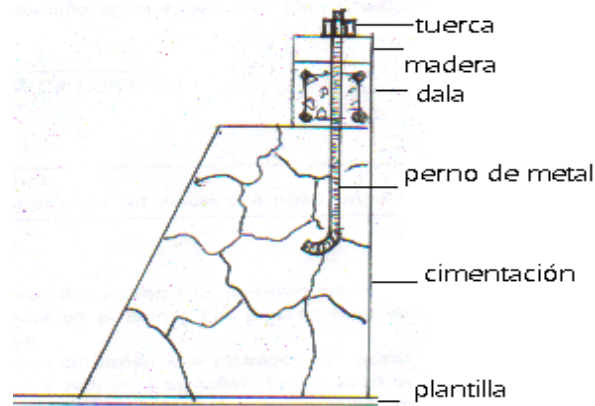 tuerca
madera
dala
perno de metal
cimentación
plantilla